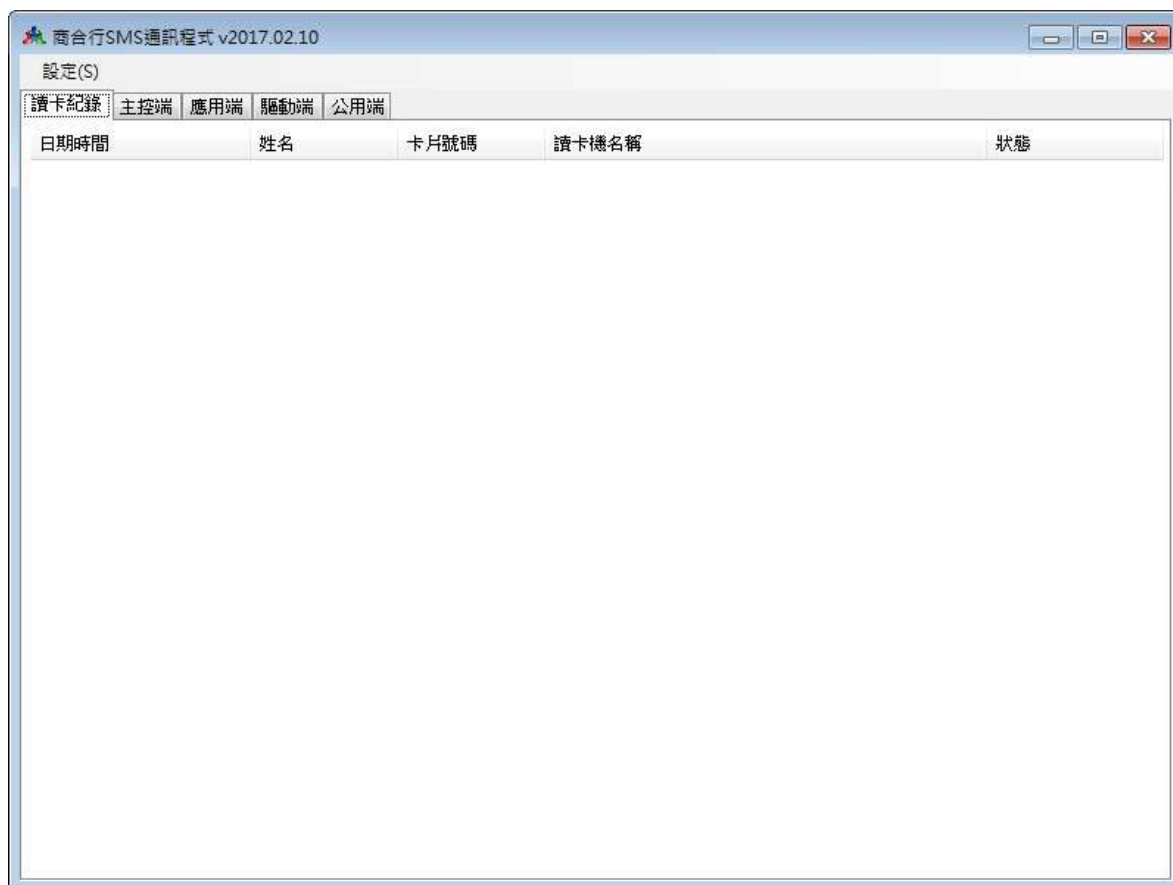 商合行SMS通訊程式 v2017.02.10
設定(S)
讀卡紀錄 主控端 應用端 驅動端 公用端
日期時間 姓名 卡片號碼 讀卡機名稱 狀態